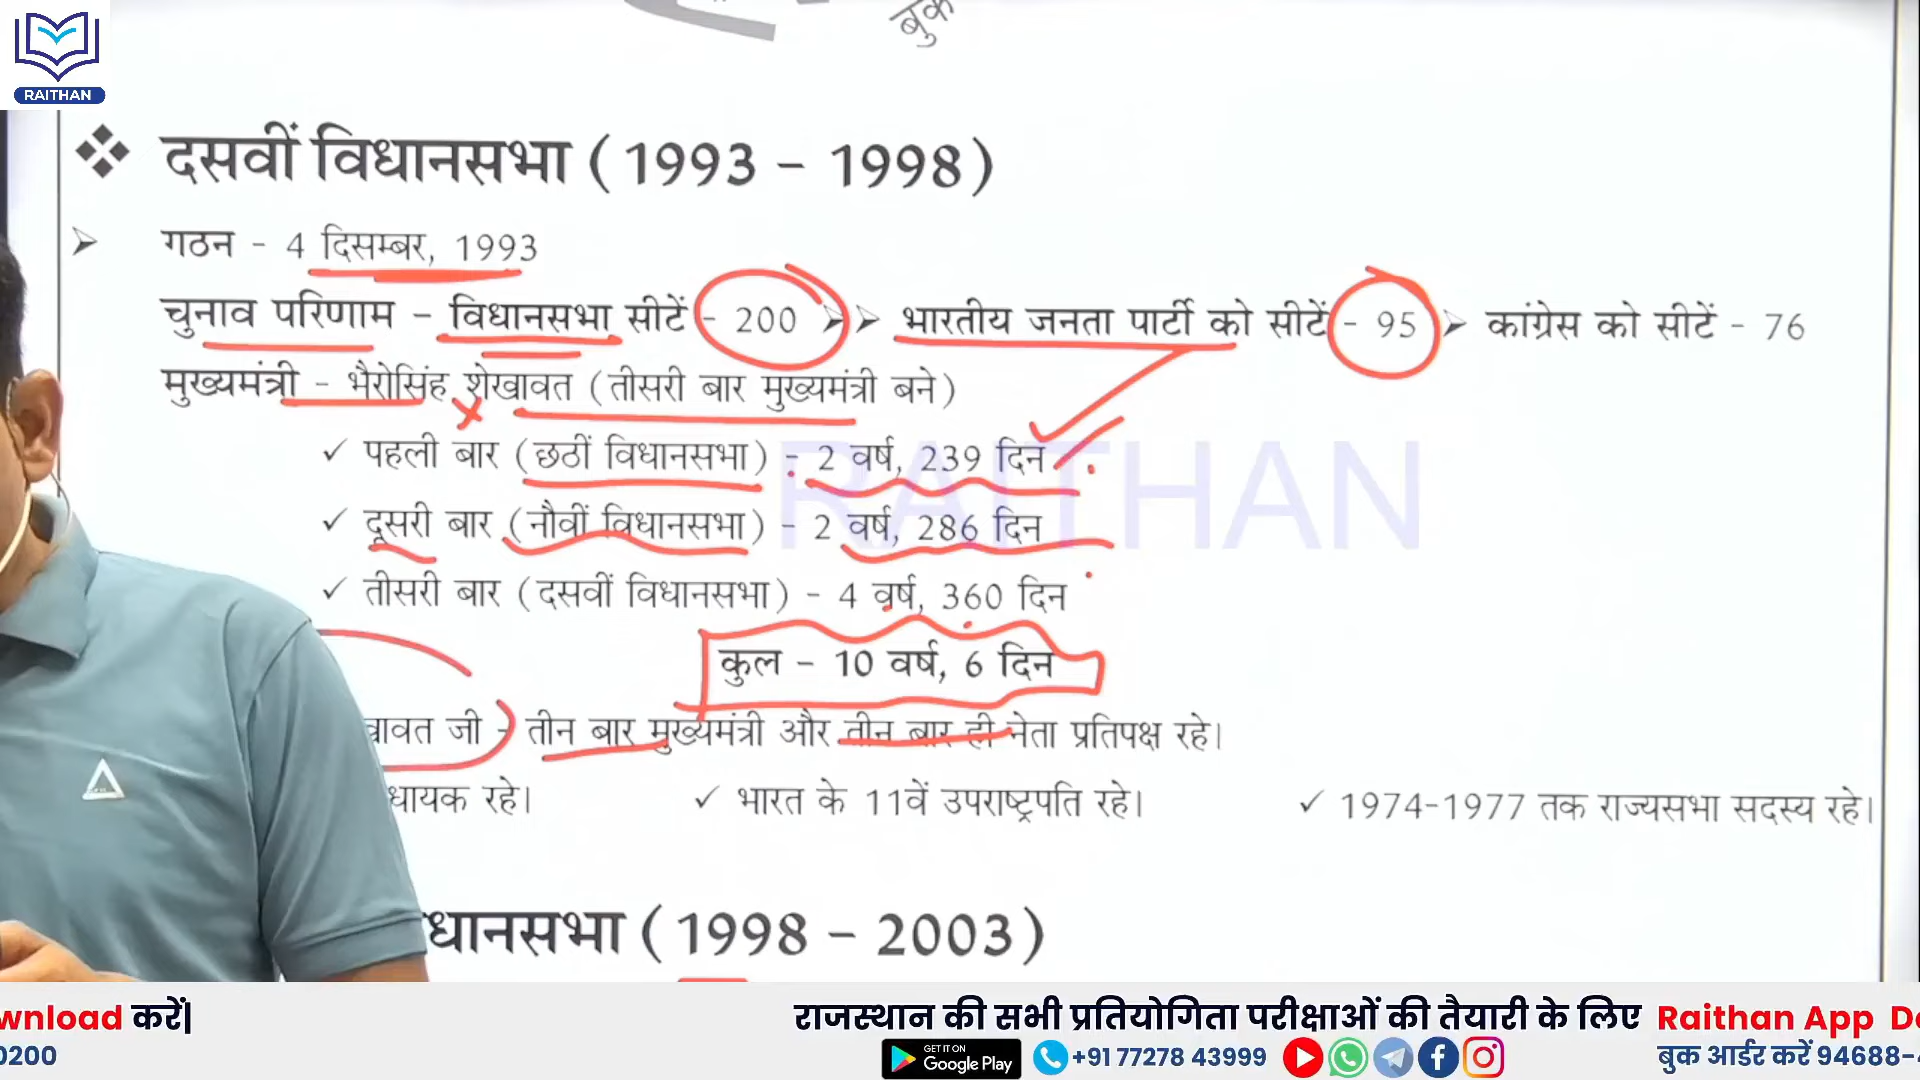 RAITHAN
बुक
❖ दसवीं विधानसभा (1993 - 1998)
➢ गठन - 4 दिसम्बर, 1993
चुनाव परिणाम - विधानसभा सीटें - 200 ➢➢ भारतीय जनता पार्टी को सीटें - 95 ➢ कांग्रेस को सीटें - 76
मुख्यमंत्री - भैरोसिंह शेखावत (तीसरी बार मुख्यमंत्री बने)
✓ पहली बार (छठीं विधानसभा) - 2 वर्ष, 239 दिन
✓ दूसरी बार (नौवीं विधानसभा) - 2 वर्ष, 286 दिन
RAITHAN
✓ तीसरी बार (दसवीं विधानसभा) - 4 वर्ष, 360 दिन
कुल - 10 वर्ष, 6 दिन
वावत जी - तीन बार मुख्यमंत्री और तीन बार ही नेता प्रतिपक्ष रहे।
धायक रहे। ✓ भारत के 11वें उपराष्ट्रपति रहे। ✓ 1974-1977 तक राज्यसभा सदस्य रहे।
धानसभा (1998 - 2003)
wnload करें| राजस्थान की सभी प्रतियोगिता परीक्षाओं की तैयारी के लिए Raithan App Do
0200 GET IT ON Google Play +91 77278 43999 बुक आर्डर करें 94688-